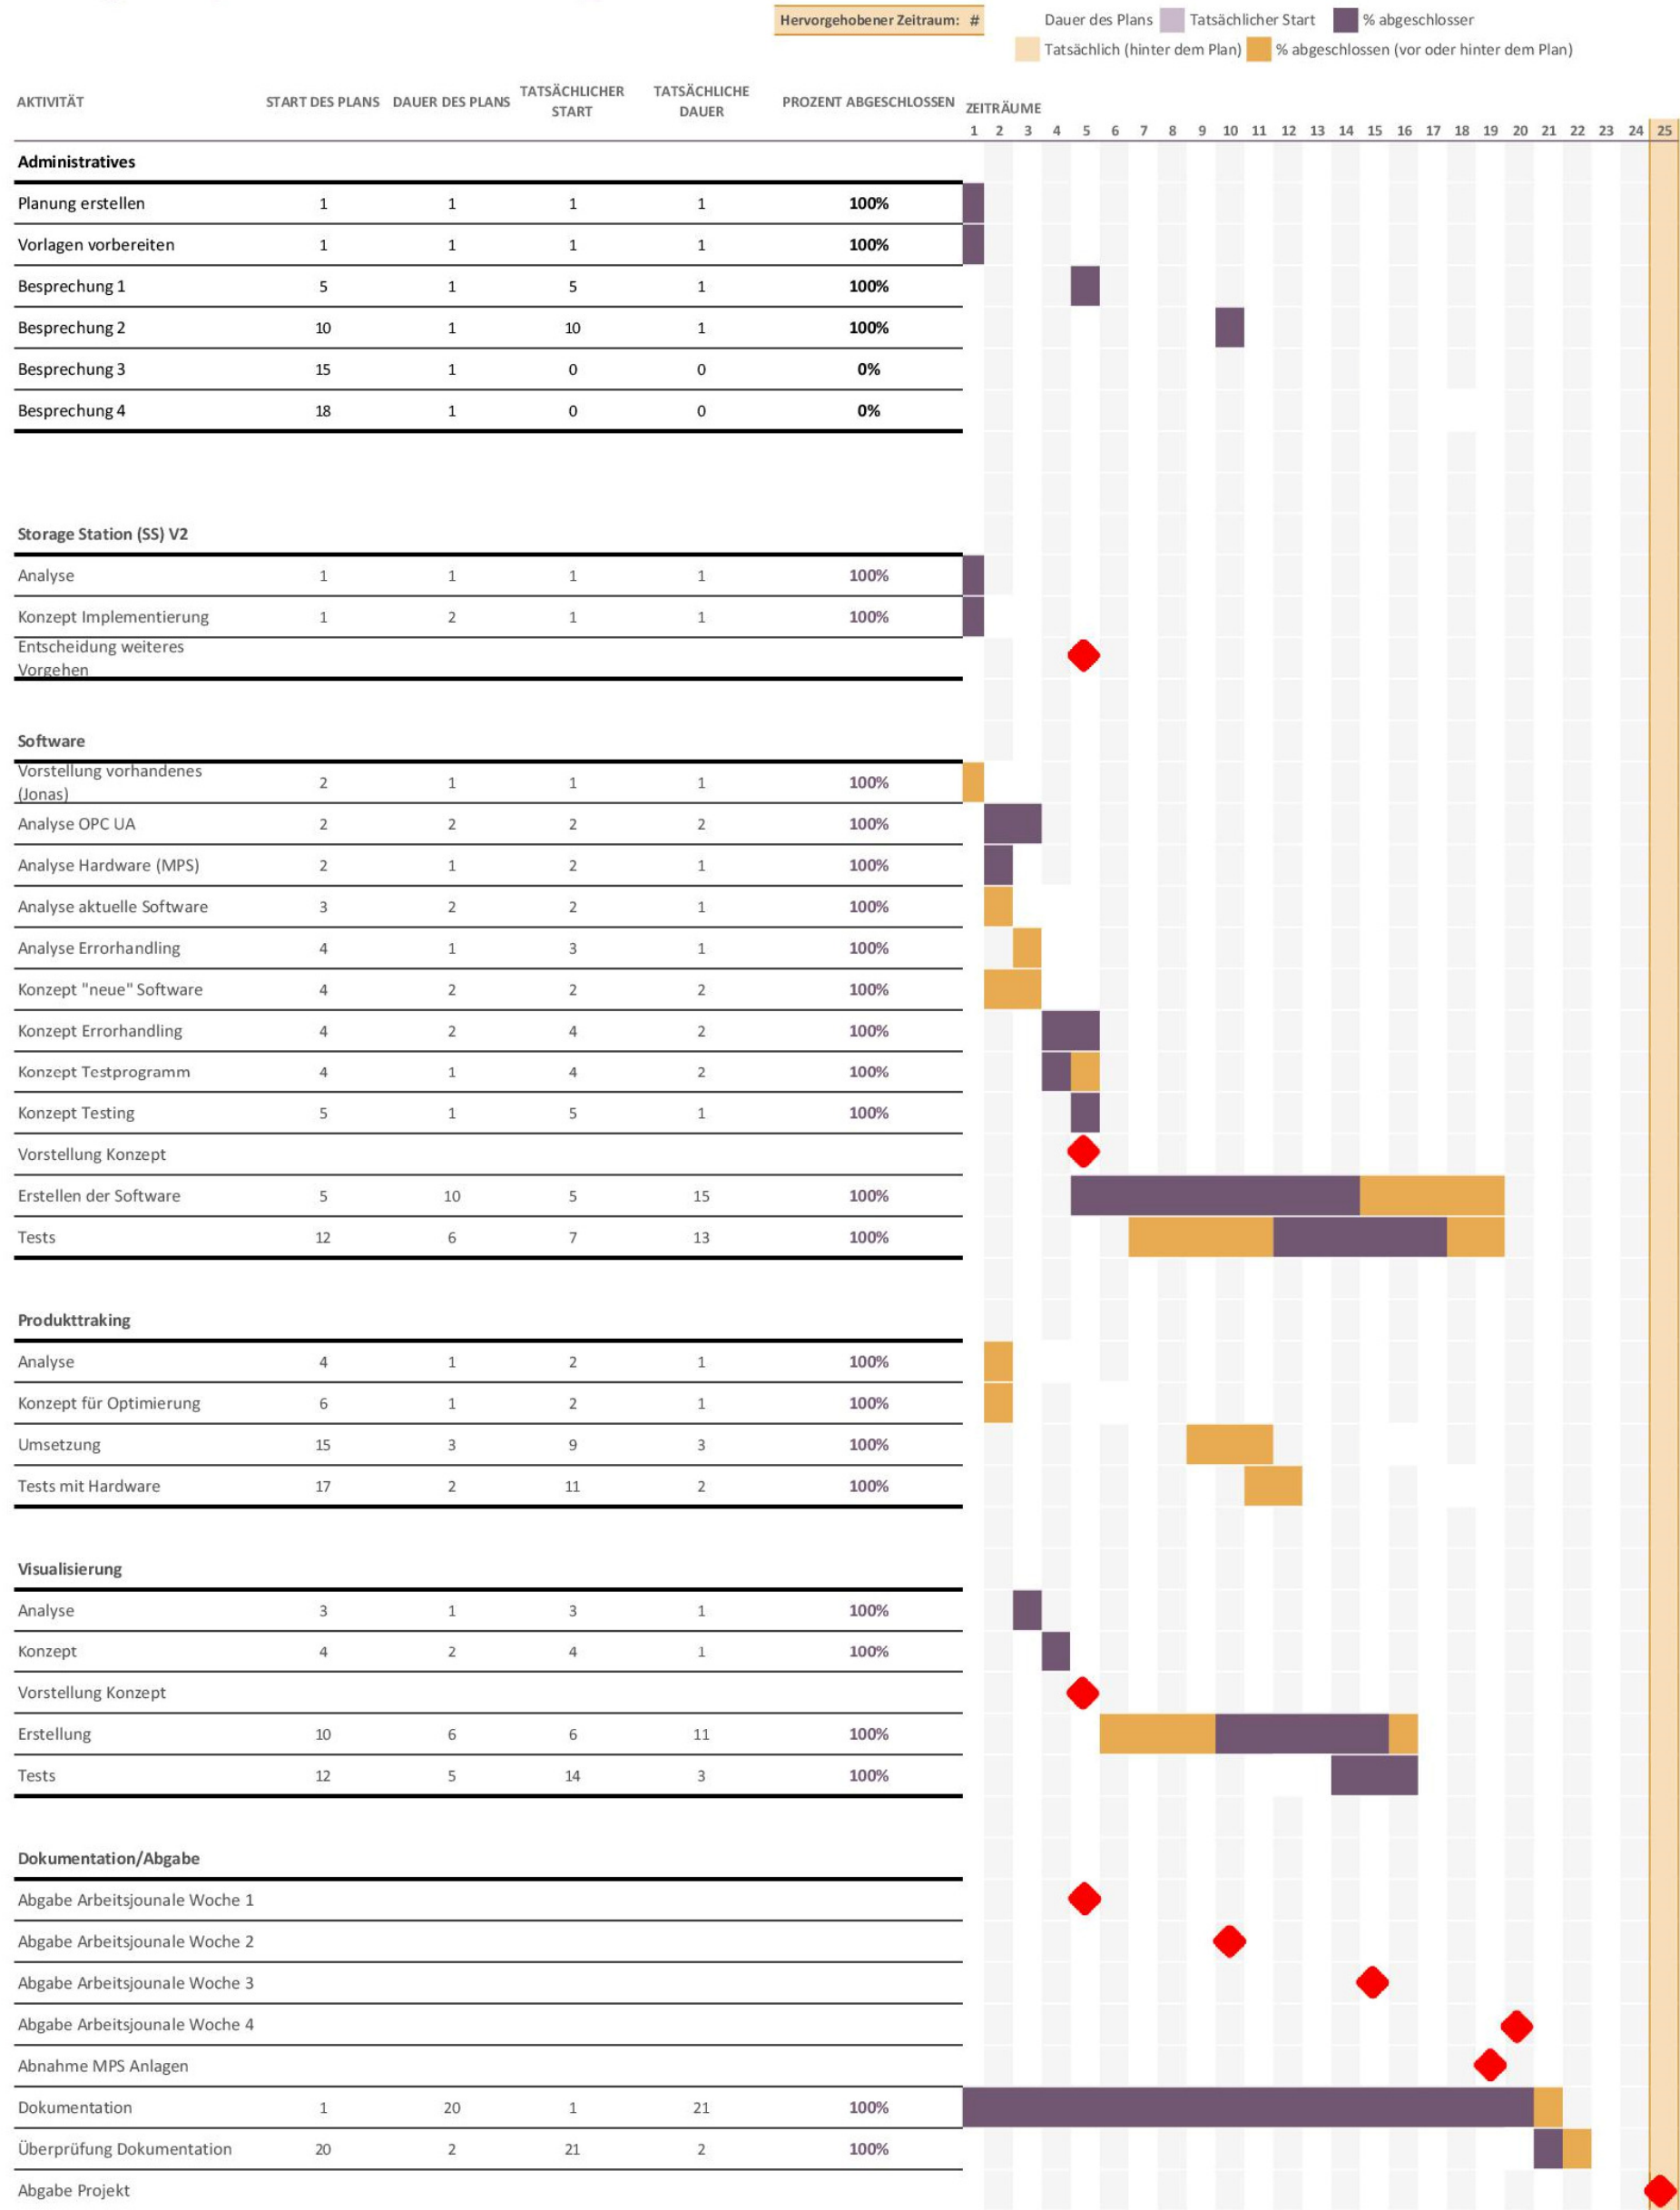 Hervorgehobener Zeitraum: #
Dauer des Plans Tatsächlicher Start % abgeschlosser
Tatsächlich (hinter dem Plan) % abgeschlossen (vor oder hinter dem Plan)
AKTIVITÄT START DES PLANS DAUER DES PLANS TATSÄCHLICHER START TATSÄCHLICHE DAUER PROZENT ABGESCHLOSSEN ZEITRÄUME
1 2 3 4 5 6 7 8 9 10 11 12 13 14 15 16 17 18 19 20 21 22 23 24 25
Administratives
Planung erstellen 1 1 1 1 100%
Vorlagen vorbereiten 1 1 1 1 100%
Besprechung 1 5 1 5 1 100%
Besprechung 2 10 1 10 1 100%
Besprechung 3 15 1 0 0 0%
Besprechung 4 18 1 0 0 0%
Storage Station (SS) V2
Analyse 1 1 1 1 100%
Konzept Implementierung 1 2 1 1 100%
Entscheidung weiteres
Vorgehen
Software
Vorstellung vorhandenes
(Jonas) 2 1 1 1 100%
Analyse OPC UA 2 2 2 2 100%
Analyse Hardware (MPS) 2 1 2 1 100%
Analyse aktuelle Software 3 2 2 1 100%
Analyse Errorhandling 4 1 3 1 100%
Konzept "neue" Software 4 2 2 2 100%
Konzept Errorhandling 4 2 4 2 100%
Konzept Testprogramm 4 1 4 2 100%
Konzept Testing 5 1 5 1 100%
Vorstellung Konzept
Erstellen der Software 5 10 5 15 100%
Tests 12 6 7 13 100%
Produkttraking
Analyse 4 1 2 1 100%
Konzept für Optimierung 6 1 2 1 100%
Umsetzung 15 3 9 3 100%
Tests mit Hardware 17 2 11 2 100%
Visualisierung
Analyse 3 1 3 1 100%
Konzept 4 2 4 1 100%
Vorstellung Konzept
Erstellung 10 6 6 11 100%
Tests 12 5 14 3 100%
Dokumentation/Abgabe
Abgabe Arbeitsjounale Woche 1
Abgabe Arbeitsjounale Woche 2
Abgabe Arbeitsjounale Woche 3
Abgabe Arbeitsjounale Woche 4
Abnahme MPS Anlagen
Dokumentation 1 20 1 21 100%
Überprüfung Dokumentation 20 2 21 2 100%
Abgabe Projekt